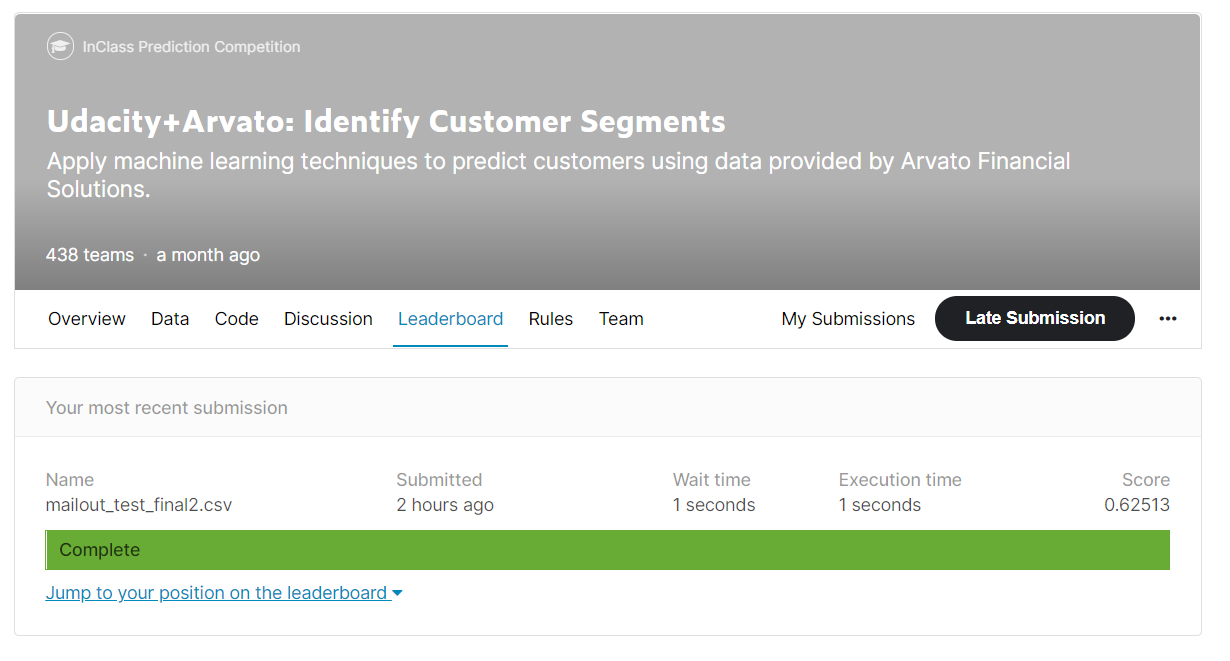 InClass Prediction Competition
Udacity+Arvato: Identify Customer Segments
Apply machine learning techniques to predict customers using data provided by Arvato Financial
Solutions.
438 teams · a month ago
Overview Data Code Discussion Leaderboard Rules Team My Submissions Late Submission •••
Your most recent submission
Name Submitted Wait time Execution time Score
mailout_test_final2.csv 2 hours ago 1 seconds 1 seconds 0.62513
Complete
Jump to your position on the leaderboard